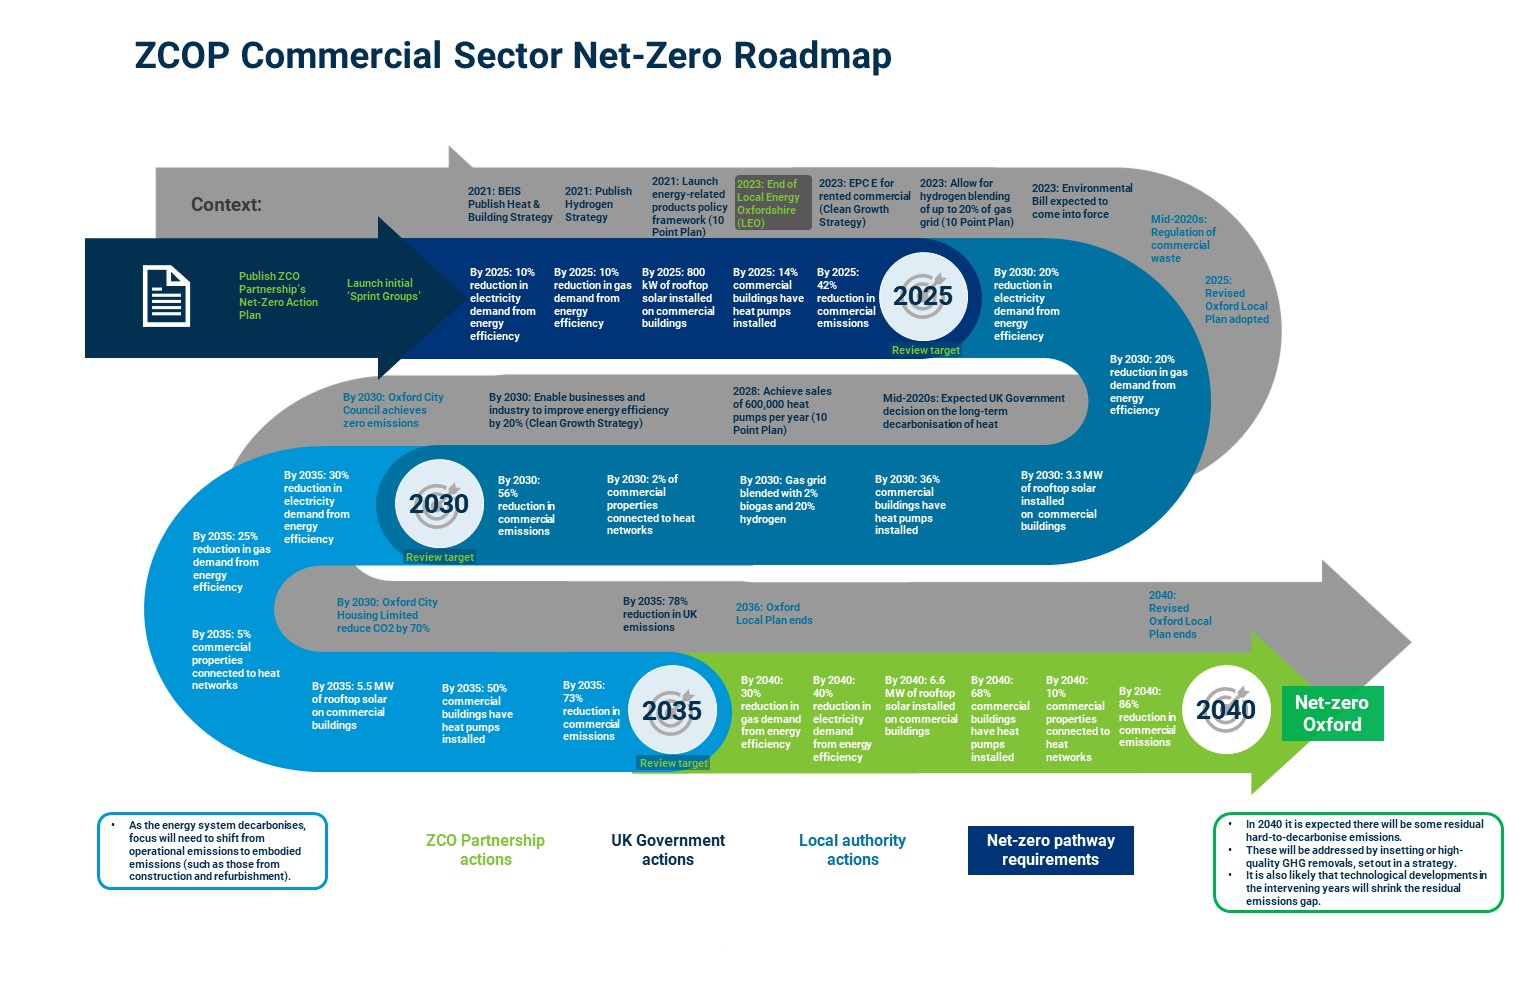 ZCOP Commercial Sector Net-Zero Roadmap
Context:
2021: BEIS
Publish Heat &
Building Strategy
2021: Publish
Hydrogen
Strategy
2021: Launch
energy-related
products policy
framework (10
Point Plan)
2023: End of
Local Energy
Oxfordshire
(LEO)
2023: EPC E for
rented commercial
(Clean Growth
Strategy)
2023: Allow for
hydrogen blending
of up to 20% of gas
grid (10 Point Plan)
2023: Environmental
Bill expected to
come into force
Mid-2020s:
Regulation of
commercial
waste
2025:
Revised
Oxford Local
Plan adopted
Publish ZCO
Partnership's
Net-Zero Action
Plan
Launch initial
'Sprint Groups'
By 2025: 10%
reduction in
electricity
demand from
energy
efficiency
By 2025: 10%
reduction in gas
demand from
energy
efficiency
By 2025: 800
kW of rooftop
solar installed
on commercial
buildings
By 2025: 14%
commercial
buildings have
heat pumps
installed
By 2025:
42%
reduction in
commercial
emissions
2025
Review target
By 2030: 20%
reduction in
electricity
demand from
energy
efficiency
By 2030: 20%
reduction in gas
demand from
energy
efficiency
By 2030: Oxford City
Council achieves
zero emissions
By 2030: Enable businesses and
industry to improve energy efficiency
by 20% (Clean Growth Strategy)
2028: Achieve sales
of 600,000 heat
pumps per year (10
Point Plan)
Mid-2020s: Expected UK Government
decision on the long-term
decarbonisation of heat
By 2035: 30%
reduction in
electricity
demand from
energy
efficiency
2030
Review target
By 2030:
56%
reduction in
commercial
emissions
By 2030: 2% of
commercial
properties
connected to heat
networks
By 2030: Gas grid
blended with 2%
biogas and 20%
hydrogen
By 2030: 36%
commercial
buildings have
heat pumps
installed
By 2030: 3.3 MW
of rooftop solar
installed
on commercial
buildings
By 2035: 25%
reduction in gas
demand from
energy
efficiency
By 2030: Oxford City
Housing Limited
reduce CO2 by 70%
By 2035: 78%
reduction in UK
emissions
2036: Oxford
Local Plan ends
2040:
Revised
Oxford Local
Plan ends
By 2035: 5%
commercial
properties
connected to heat
networks
By 2035: 5.5 MW
of rooftop solar
on commercial
buildings
By 2035: 50%
commercial
buildings have
heat pumps
installed
By 2035:
73%
reduction in
commercial
emissions
2035
Review target
By 2040:
30%
reduction in
gas demand
from energy
efficiency
By 2040:
40%
reduction in
electricity
demand
from energy
efficiency
By 2040: 6.6
MW of rooftop
solar installed
on commercial
buildings
By 2040:
68%
commercial
buildings
have heat
pumps
installed
By 2040:
10%
commercial
properties
connected to
heat
networks
By 2040:
86%
reduction in
commercial
emissions
2040
Net-zero
Oxford
• As the energy system decarbonises,
focus will need to shift from
operational emissions to embodied
emissions (such as those from
construction and refurbishment).
ZCO Partnership
actions
UK Government
actions
Local authority
actions
Net-zero pathway
requirements
• In 2040 it is expected there will be some residual
hard-to-decarbonise emissions.
• These will be addressed by insetting or high-
quality GHG removals, set out in a strategy.
• It is also likely that technological developments in
the intervening years will shrink the residual
emissions gap.